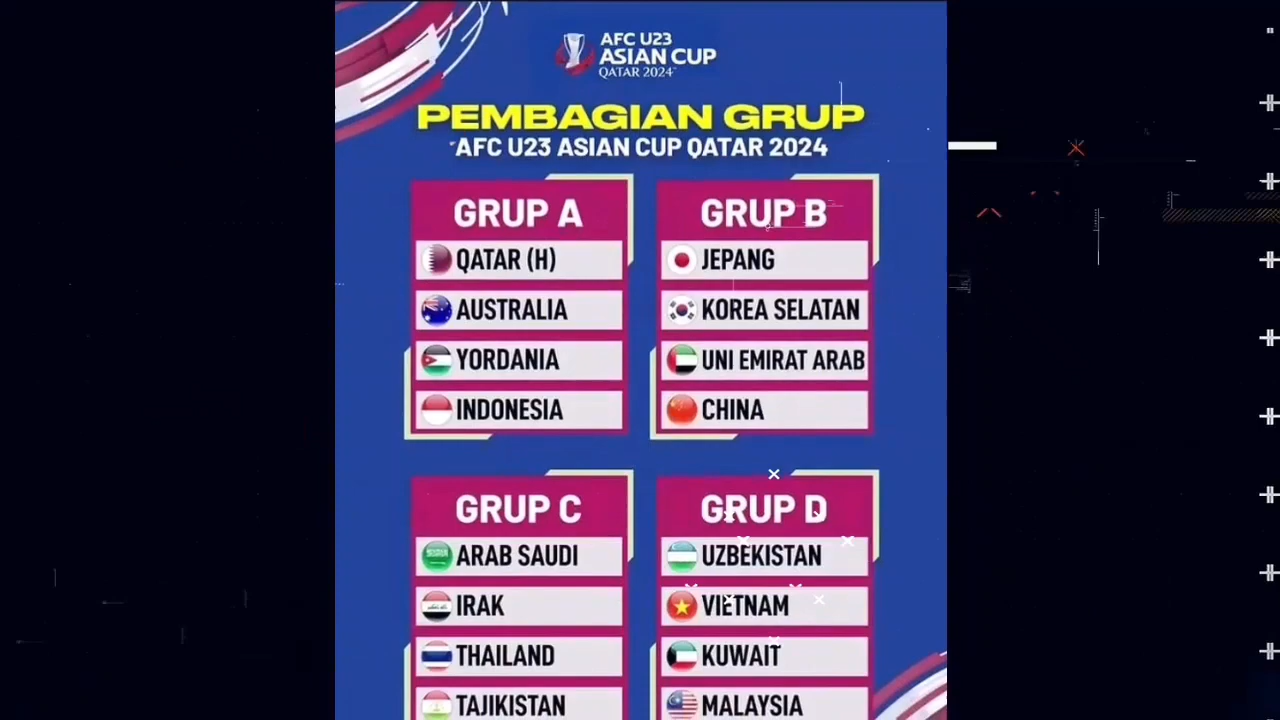 AFC U23
ASIAN CUP
QATAR 2024
PEMBAGIAN GRUP
AFC U23 ASIAN CUP QATAR 2024
GRUP A
QATAR (H)
AUSTRALIA
YORDANIA
INDONESIA
GRUP B
JEPANG
KOREA SELATAN
UNI EMIRAT ARAB
CHINA
GRUP C
ARAB SAUDI
IRAK
THAILAND
TAJIKISTAN
GRUP D
UZBEKISTAN
VIETNAM
KUWAIT
MALAYSIA